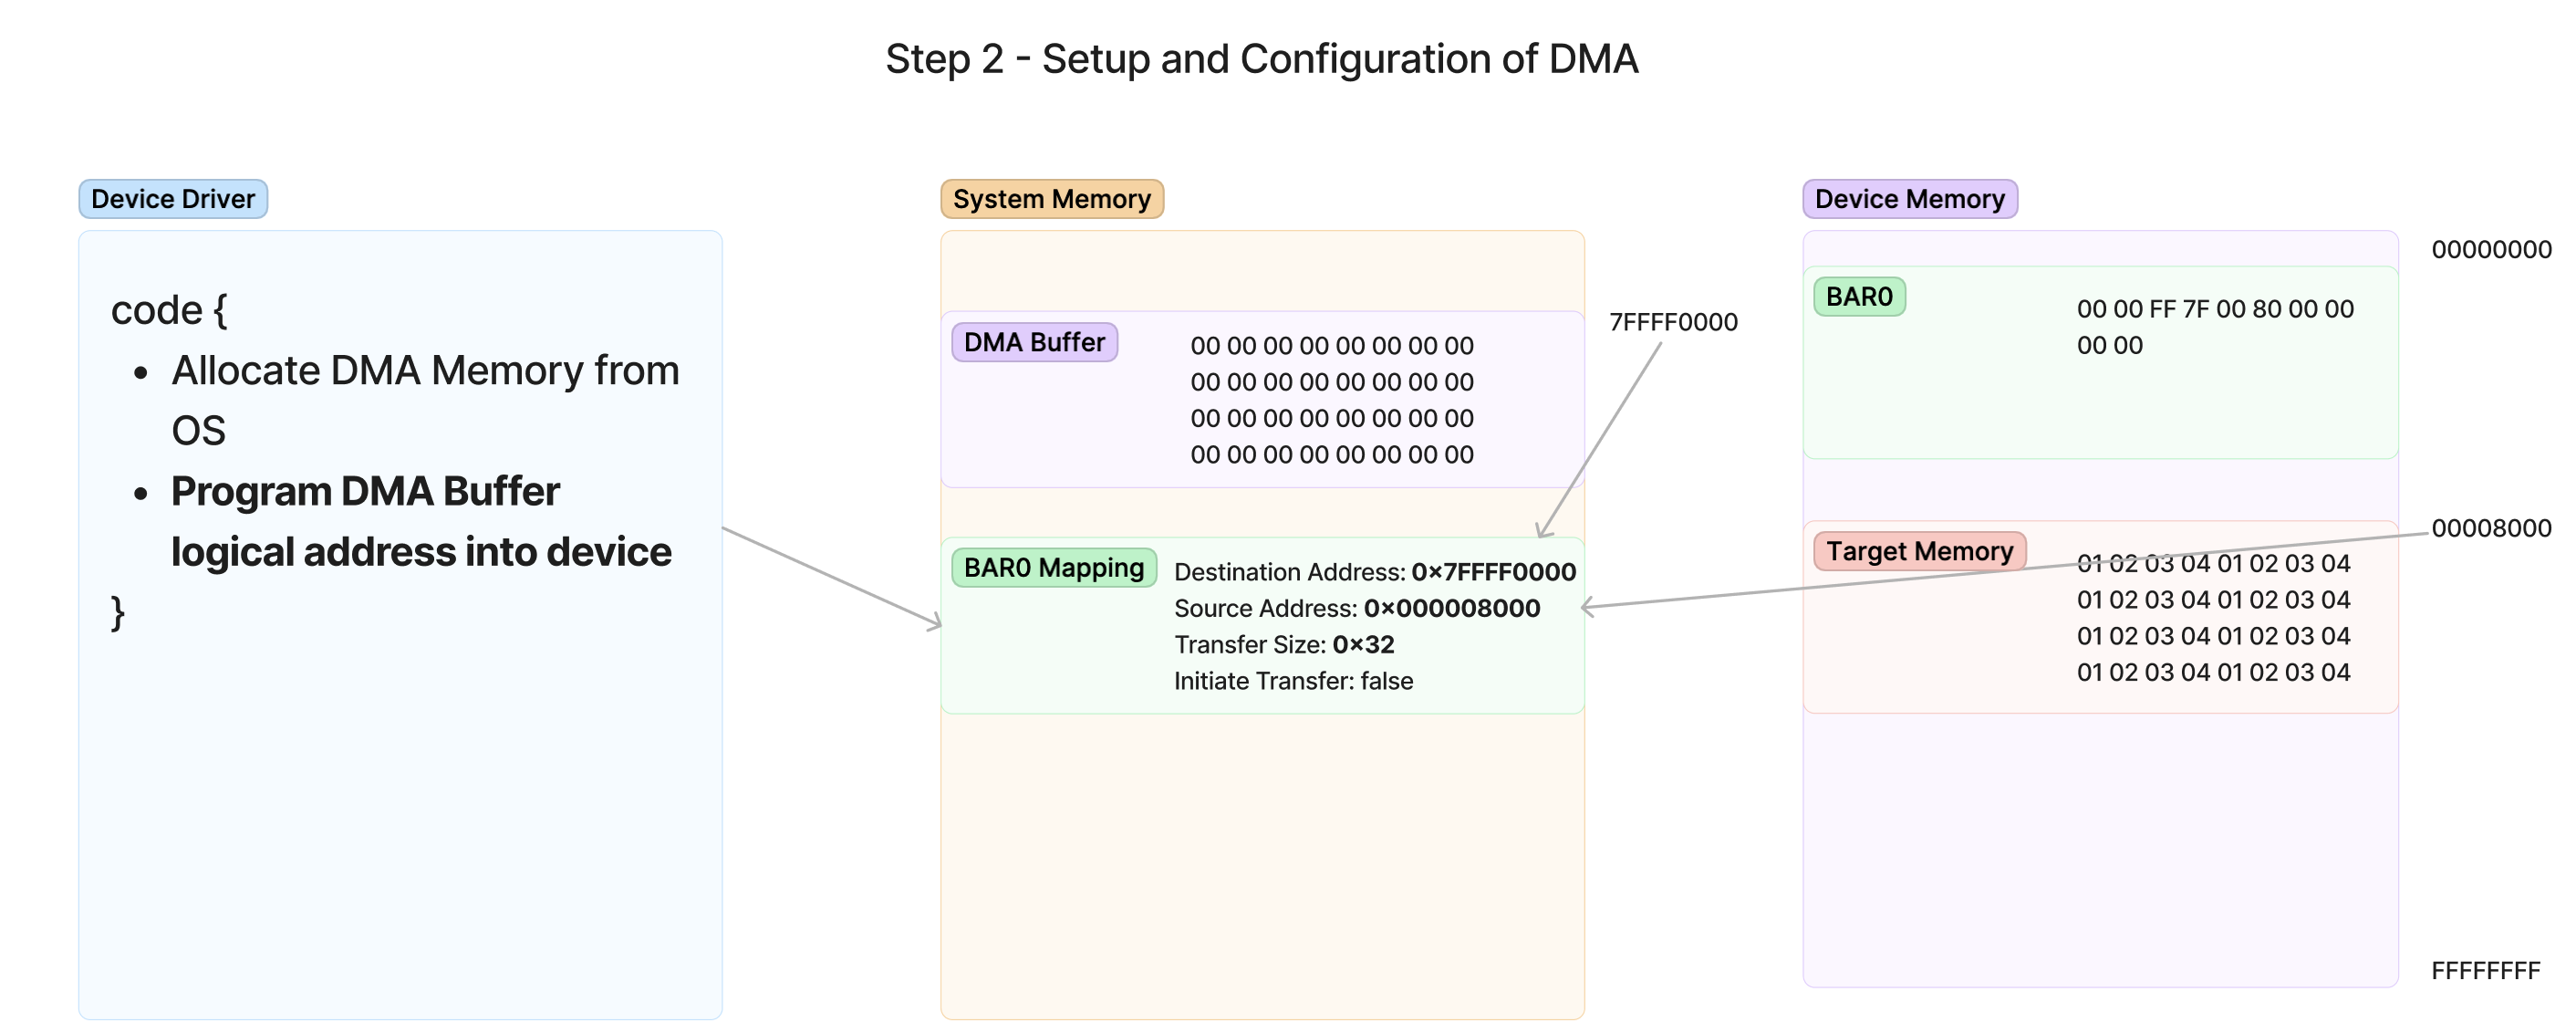 Step 2 - Setup and Configuration of DMA
Device Driver
code {
• Allocate DMA Memory from
OS
• Program DMA Buffer
logical address into device
}
System Memory
DMA Buffer
00 00 00 00 00 00 00 00
00 00 00 00 00 00 00 00
00 00 00 00 00 00 00 00
00 00 00 00 00 00 00 00
7FFFF0000
BAR0 Mapping
Destination Address: 0×7FFFF0000
Source Address: 0×000008000
Transfer Size: 0×32
Initiate Transfer: false
Device Memory
00000000
BAR0
00 00 FF 7F 00 80 00 00
00 00
00008000
Target Memory
01 02 03 04 01 02 03 04
01 02 03 04 01 02 03 04
01 02 03 04 01 02 03 04
01 02 03 04 01 02 03 04
FFFFFFFF